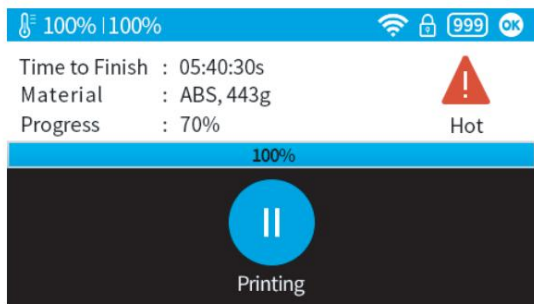 100% | 100% 999 OK
Time to Finish : 05:40:30s
Material : ABS, 443g
Progress : 70%
Hot
100%
Printing